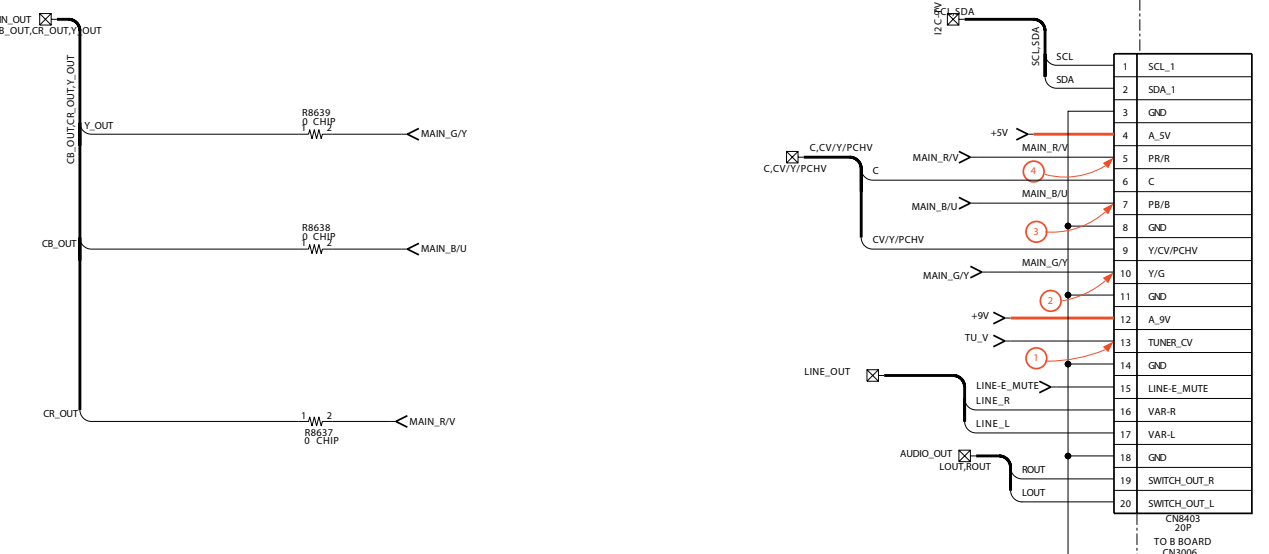 IN_OUT
B_OUT,CR_OUT,Y_OUT
CB_OUT,CR_OUT,Y_OUT
Y_OUT
R8639
0 CHIP
1 2
MAIN_G/Y
CB_OUT
R8638
0 CHIP
1 2
MAIN_B/U
CR_OUT
1 2
R8637
0 CHIP
MAIN_R/V
SCL,SDA
SCL,SDA
SCL
SDA
+5V
C,CV/Y/PCHV
C,CV/Y/PCHV
MAIN_R/V
MAIN_R/V
4
C
MAIN_B/U
MAIN_B/U
3
CV/Y/PCHV
MAIN_G/Y
MAIN_G/Y
2
+9V
TU_V
1
LINE_OUT
LINE-E_MUTE
LINE_R
LINE_L
AUDIO_OUT
LOUT,ROUT
ROUT
LOUT
1 SCL_1
2 SDA_1
3 GND
4 A_5V
5 PR/R
6 C
7 PB/B
8 GND
9 Y/CV/PCHV
10 Y/G
11 GND
12 A_9V
13 TUNER_CV
14 GND
15 LINE-E_MUTE
16 VAR-R
17 VAR-L
18 GND
19 SWITCH_OUT_R
20 SWITCH_OUT_L
CN8403
20P
TO B BOARD
CN3006